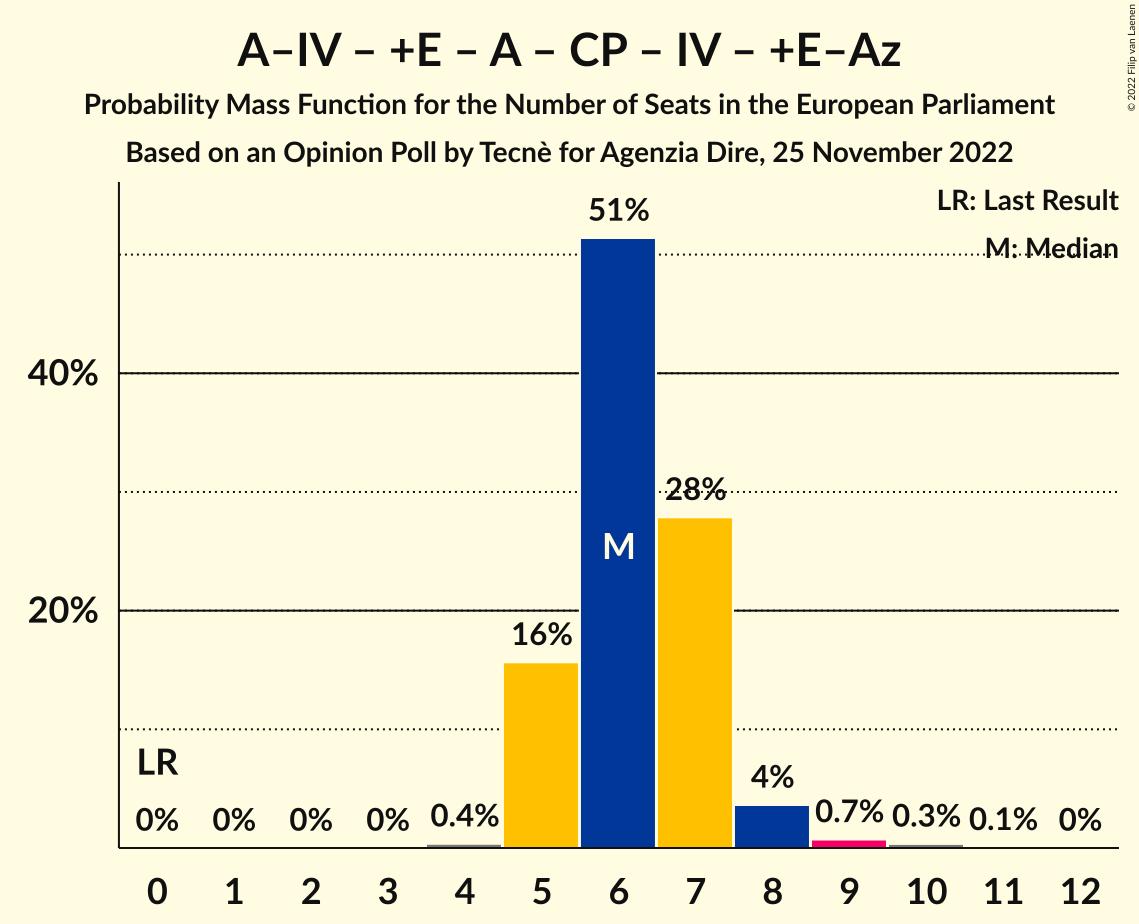 A–IV – +E – A – CP – IV – +E–Az
Probability Mass Function for the Number of Seats in the European Parliament
Based on an Opinion Poll by Tecnè for Agenzia Dire, 25 November 2022
© 2022 Filip van Laenen
LR: Last Result
M: Median
51%
40%
28%
M
20%
16%
LR
4%
0% 0% 0% 0% 0.4% 0.7% 0.3% 0.1% 0%
0 1 2 3 4 5 6 7 8 9 10 11 12